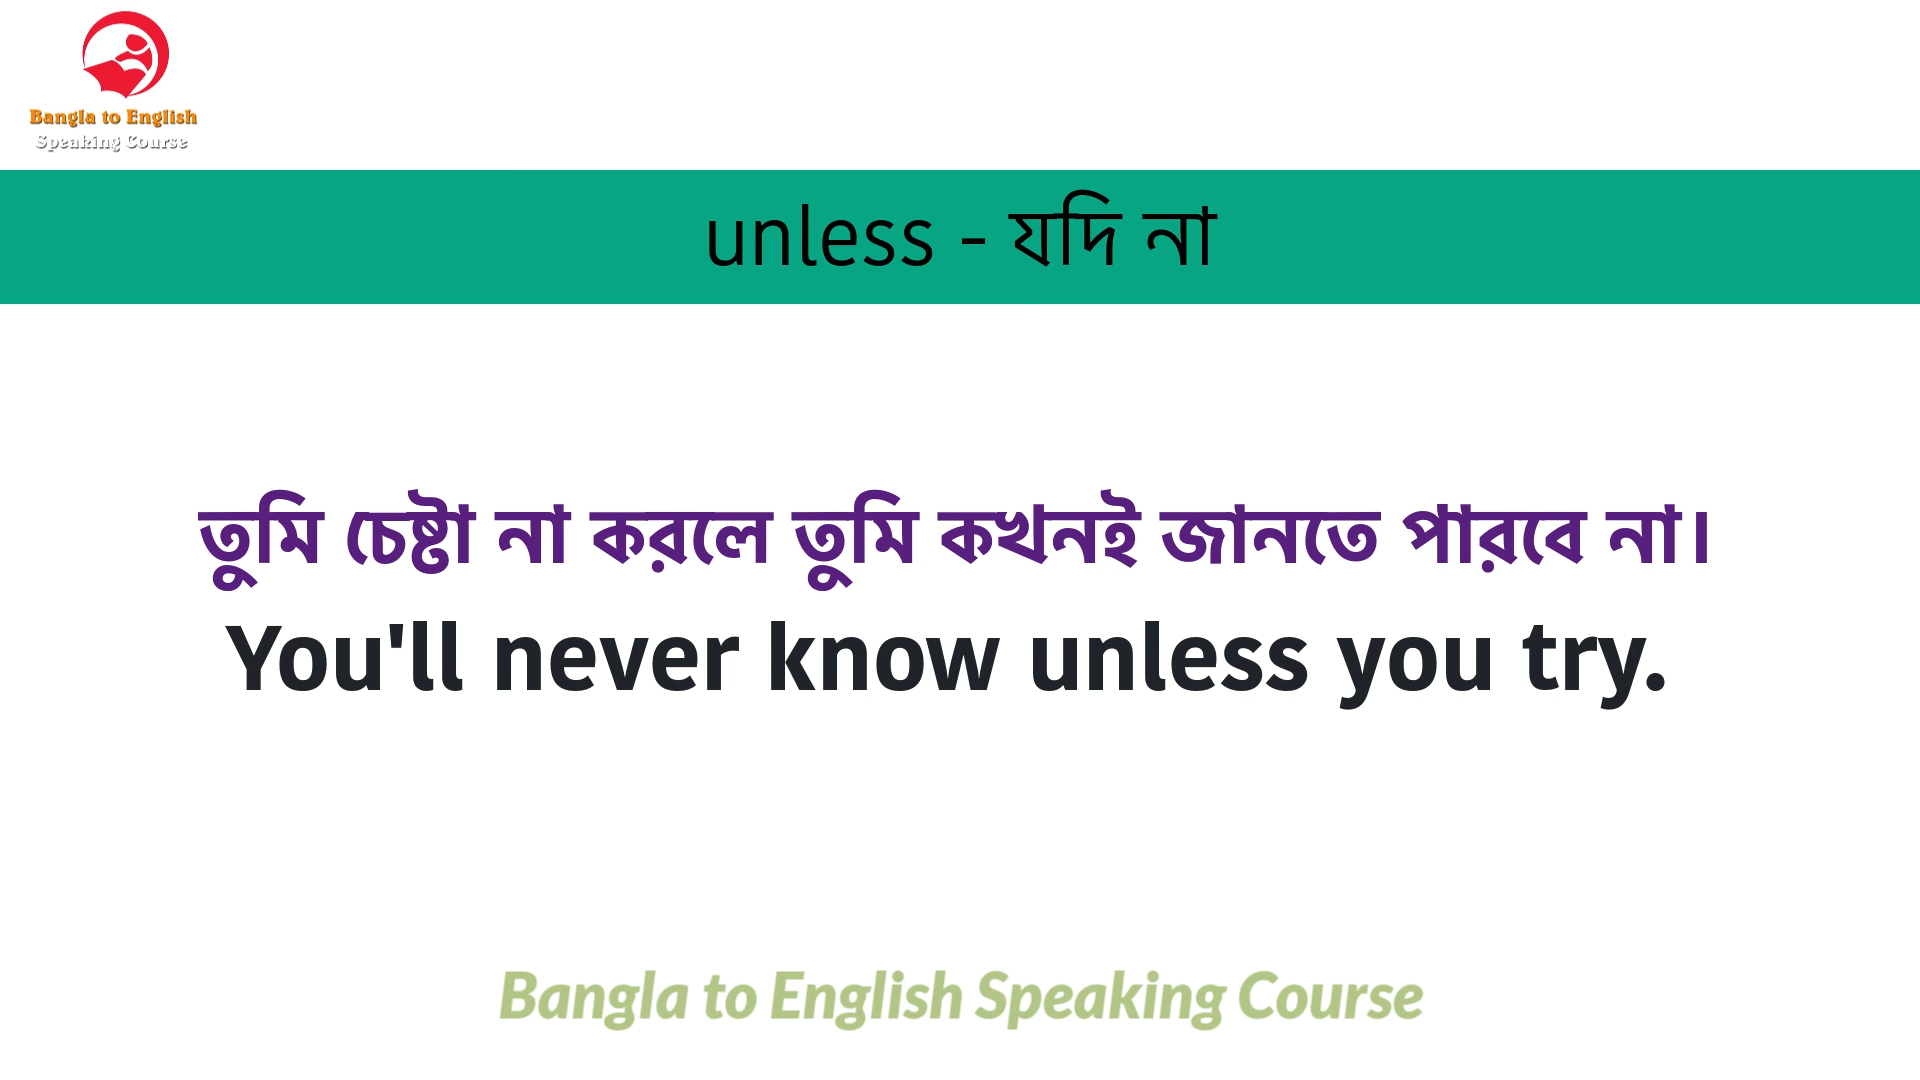 Bangla to English
Speaking Course
unless - যদি না
তুমি চেষ্টা না করলে তুমি কখনই জানতে পারবে না।
You'll never know unless you try.
Bangla to English Speaking Course